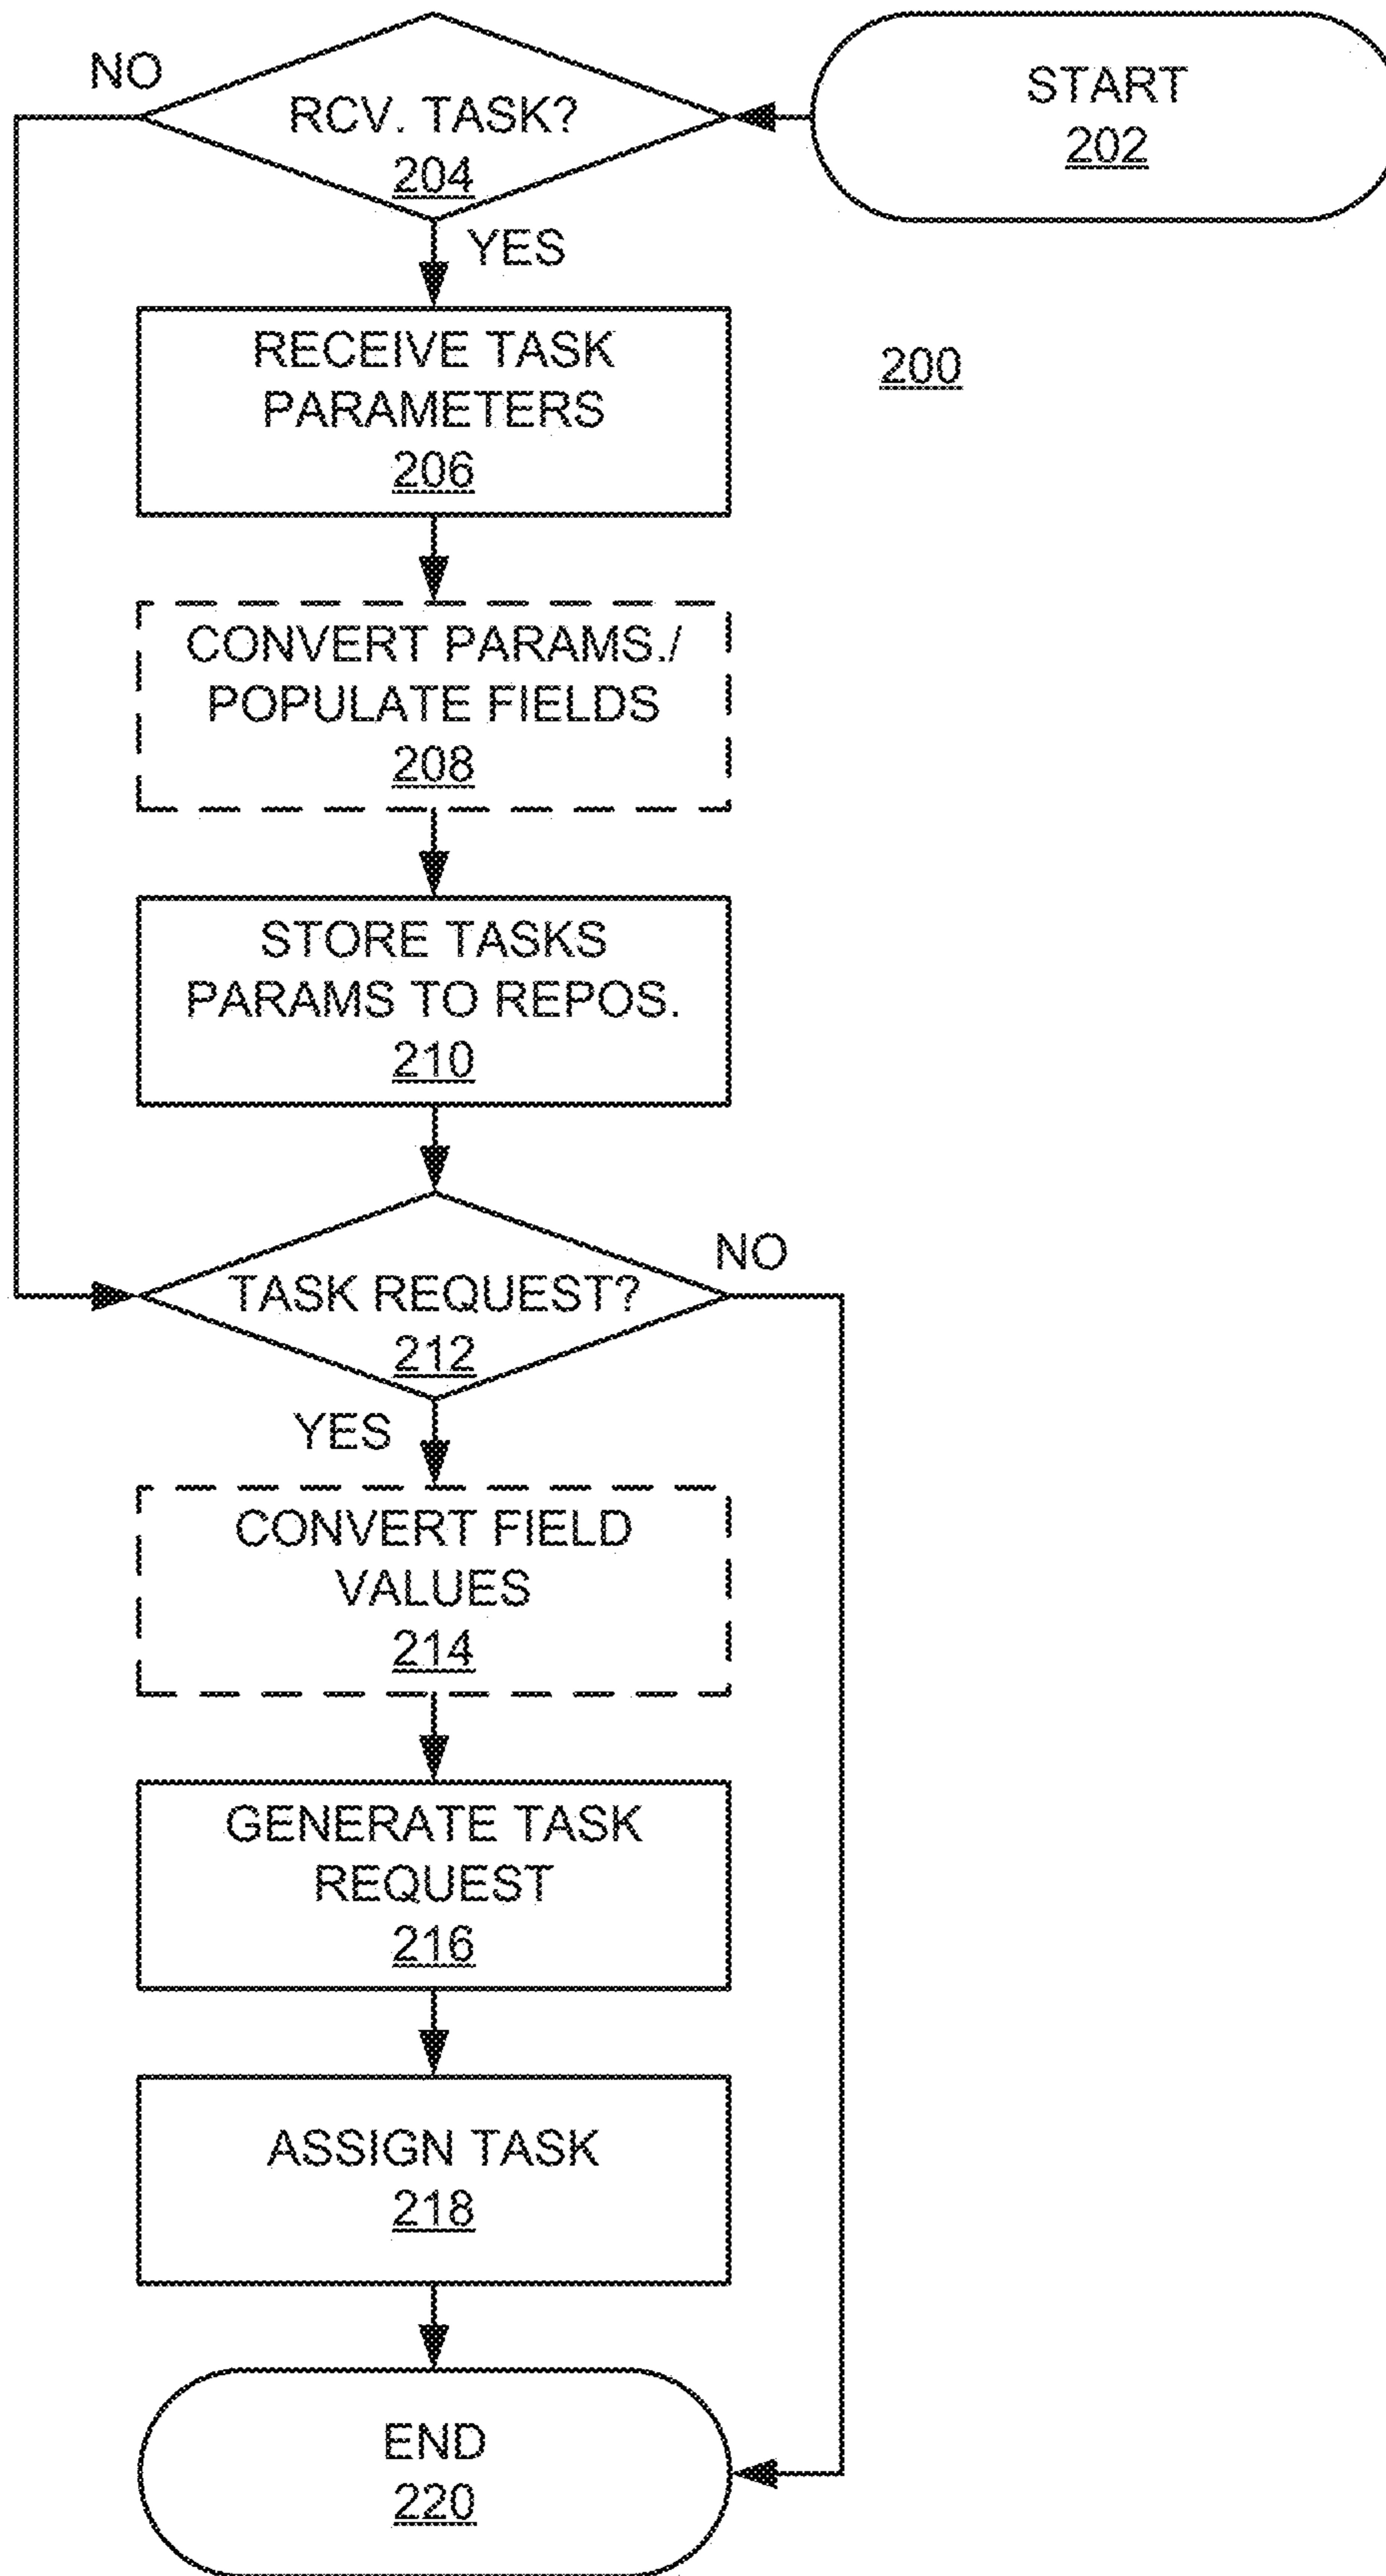 START
202
NO
RCV. TASK?
204
YES
RECEIVE TASK
PARAMETERS
206
200
CONVERT PARAMS./
POPULATE FIELDS
208
STORE TASKS
PARAMS TO REPOS.
210
NO
TASK REQUEST?
212
YES
CONVERT FIELD
VALUES
214
GENERATE TASK
REQUEST
216
ASSIGN TASK
218
END
220